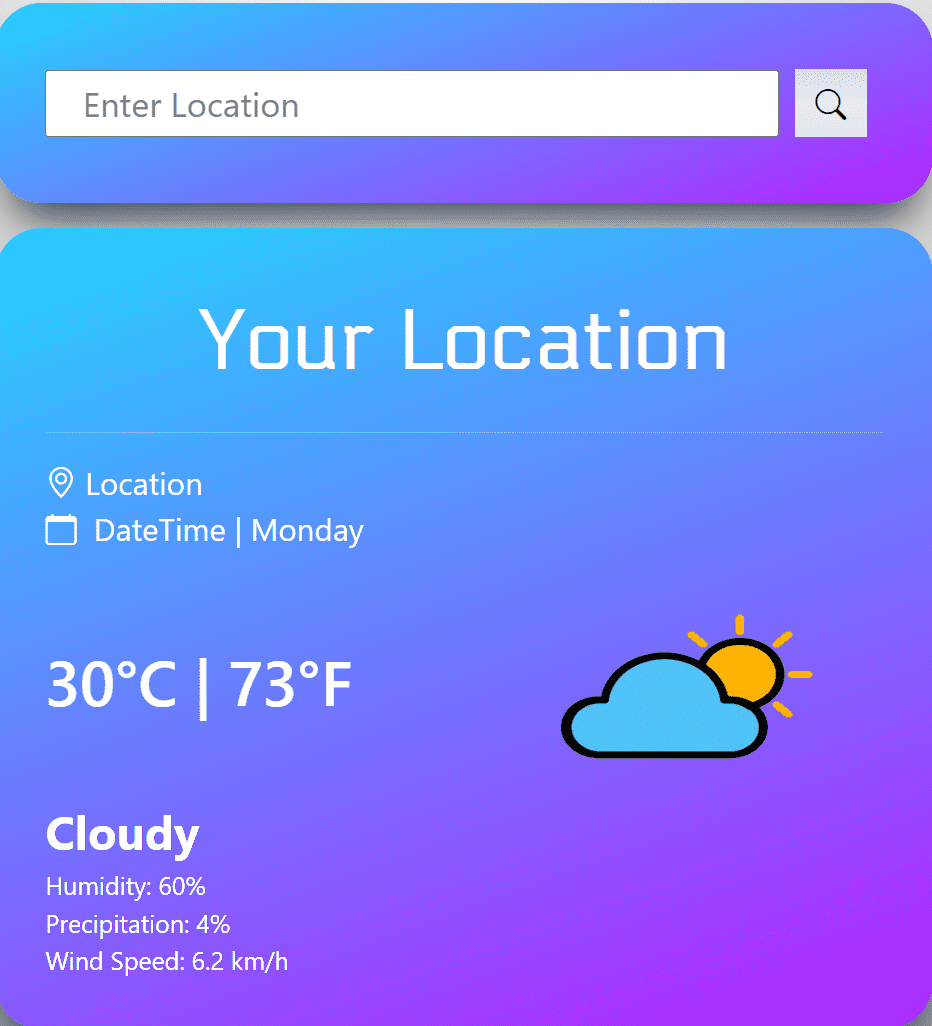 Enter Location
Your Location
Location
DateTime | Monday
30°C | 73°F
Cloudy
Humidity: 60%
Precipitation: 4%
Wind Speed: 6.2 km/h